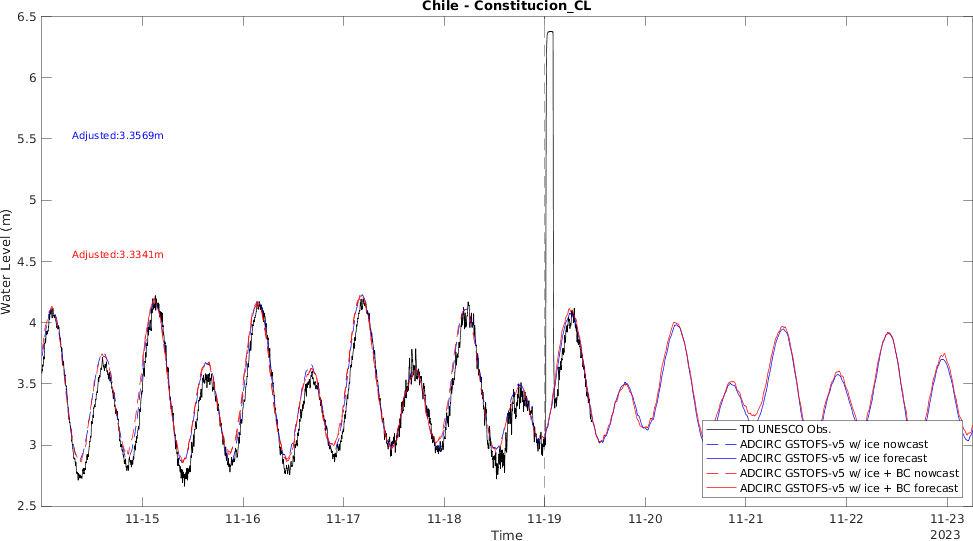 Chile - Constitucion_CL
6.5
6
5.5
5
4.5
4
3.5
3
2.5
Water Level (m)
Adjusted:3.3569m
Adjusted:3.3341m
TD UNESCO Obs.
ADCIRC GSTOFS-v5 w/ ice nowcast
ADCIRC GSTOFS-v5 w/ ice forecast
ADCIRC GSTOFS-v5 w/ ice + BC nowcast
ADCIRC GSTOFS-v5 w/ ice + BC forecast
11-15 11-16 11-17 11-18 11-19 11-20 11-21 11-22 11-23
Time 2023